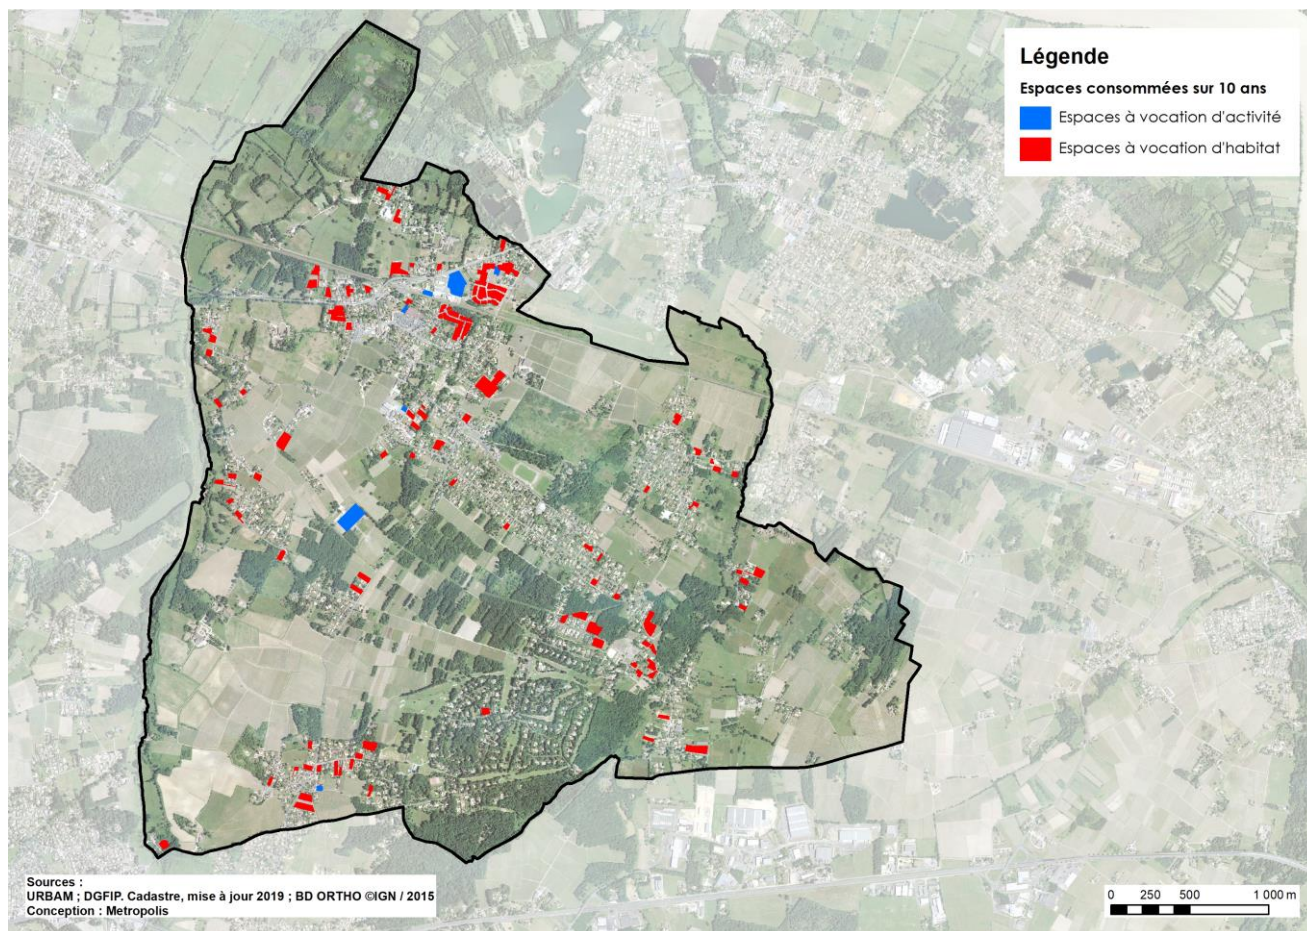 Légende
Espaces consommées sur 10 ans
Espaces à vocation d'activité
Espaces à vocation d'habitat
Sources :
URBAM ; DGFIP. Cadastre, mise à jour 2019 ; BD ORTHO ©IGN / 2015
Conception : Metropolis
0 250 500 1 000 m